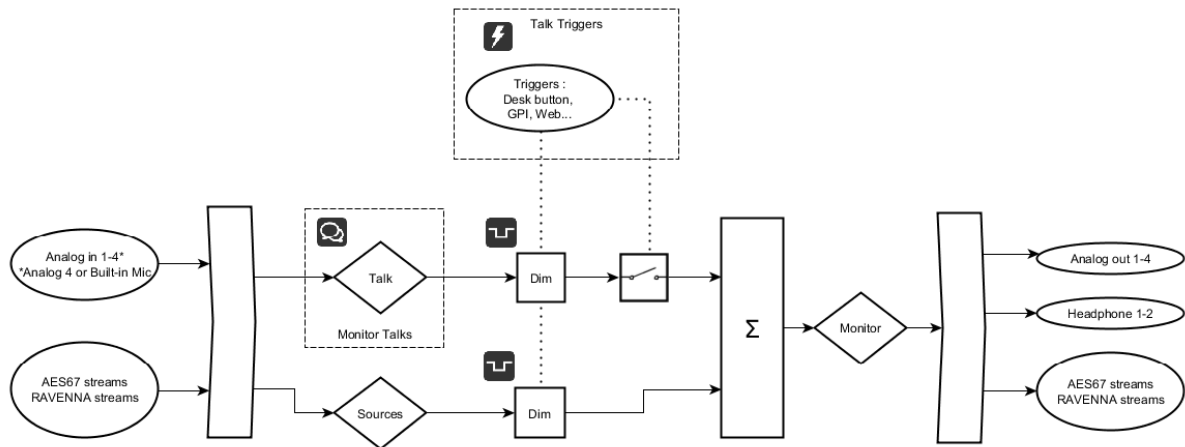 Talk Triggers
Triggers :
Desk button,
GPI, Web...
Analog in 1-4*
*Analog 4 or Built-in Mic
Talk
Dim
Monitor Talks
Σ
Monitor
Analog out 1-4
Headphone 1-2
AES67 streams
RAVENNA streams
Sources
Dim
AES67 streams
RAVENNA streams